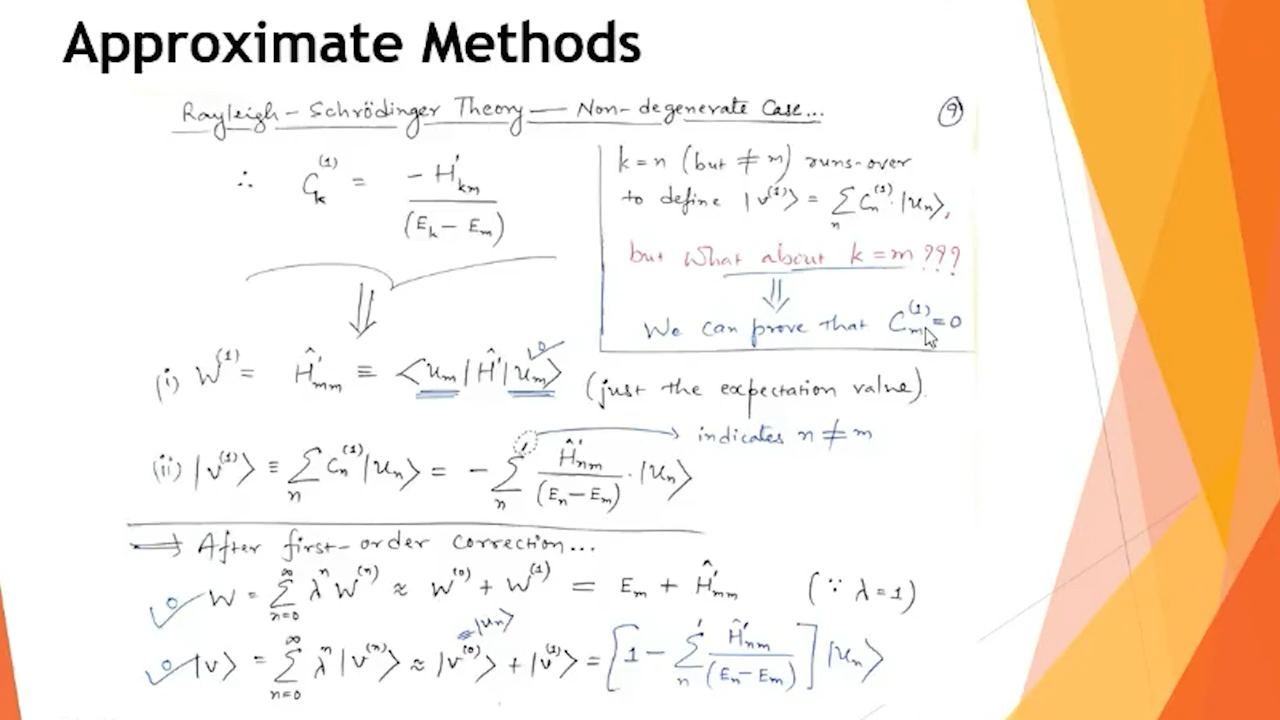 Approximate Methods
Rayleigh – Schrödinger Theory — Non-degenerate Case...
(9)
∴ C_k^(1) = -H'_km / (E_k - E_m)
k = n (but ≠ m) runs-over
to define |v^(1)⟩ = Σ_n C_n^(1) |u_n⟩,
but what about k = m ???
⇓
We can prove that C_m^(1) = 0
⇓
(i) W^(1) = Ĥ'_mm ≡ ⟨u_m|Ĥ'|u_m⟩ (just the expectation value).
indicates n ≠ m
(ii) |v^(1)⟩ ≡ Σ_n C_n^(1) |u_n⟩ = - Σ'_n Ĥ'_nm / (E_n - E_m) · |u_n⟩
⟹ After first-order correction...
W = Σ_{n=0}^∞ λ^n W^(n) ≈ W^(0) + W^(1) = E_m + Ĥ'_mm (∵ λ = 1)
|u_n⟩
|v⟩ = Σ_{n=0}^∞ λ^n |v^(n)⟩ ≈ |v^(0)⟩ + |v^(1)⟩ = [1 - Σ'_n Ĥ'_nm / (E_n - E_m)] |u_n⟩